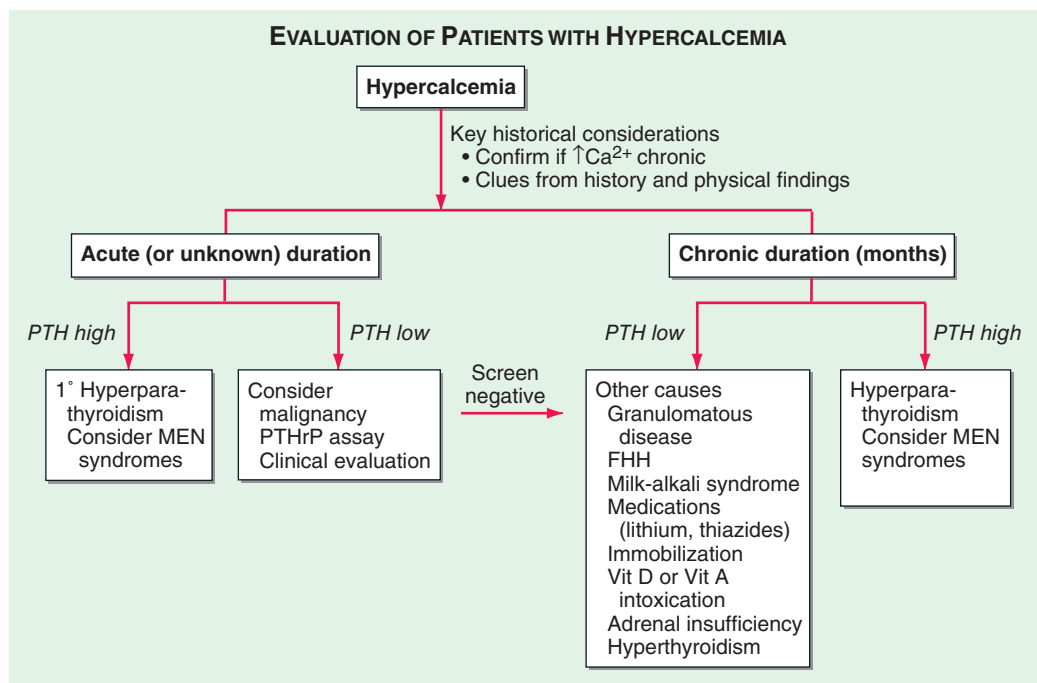 EVALUATION OF PATIENTS WITH HYPERCALCEMIA
Hypercalcemia
Key historical considerations
• Confirm if ↑Ca2+ chronic
• Clues from history and physical findings
Acute (or unknown) duration
Chronic duration (months)
PTH high
PTH low
PTH low
PTH high
1° Hyperpara-
thyroidism
Consider MEN
syndromes
Consider
malignancy
PTHrP assay
Clinical evaluation
Screen
negative
Other causes
Granulomatous
disease
FHH
Milk-alkali syndrome
Medications
(lithium, thiazides)
Immobilization
Vit D or Vit A
intoxication
Adrenal insufficiency
Hyperthyroidism
Hyperpara-
thyroidism
Consider MEN
syndromes